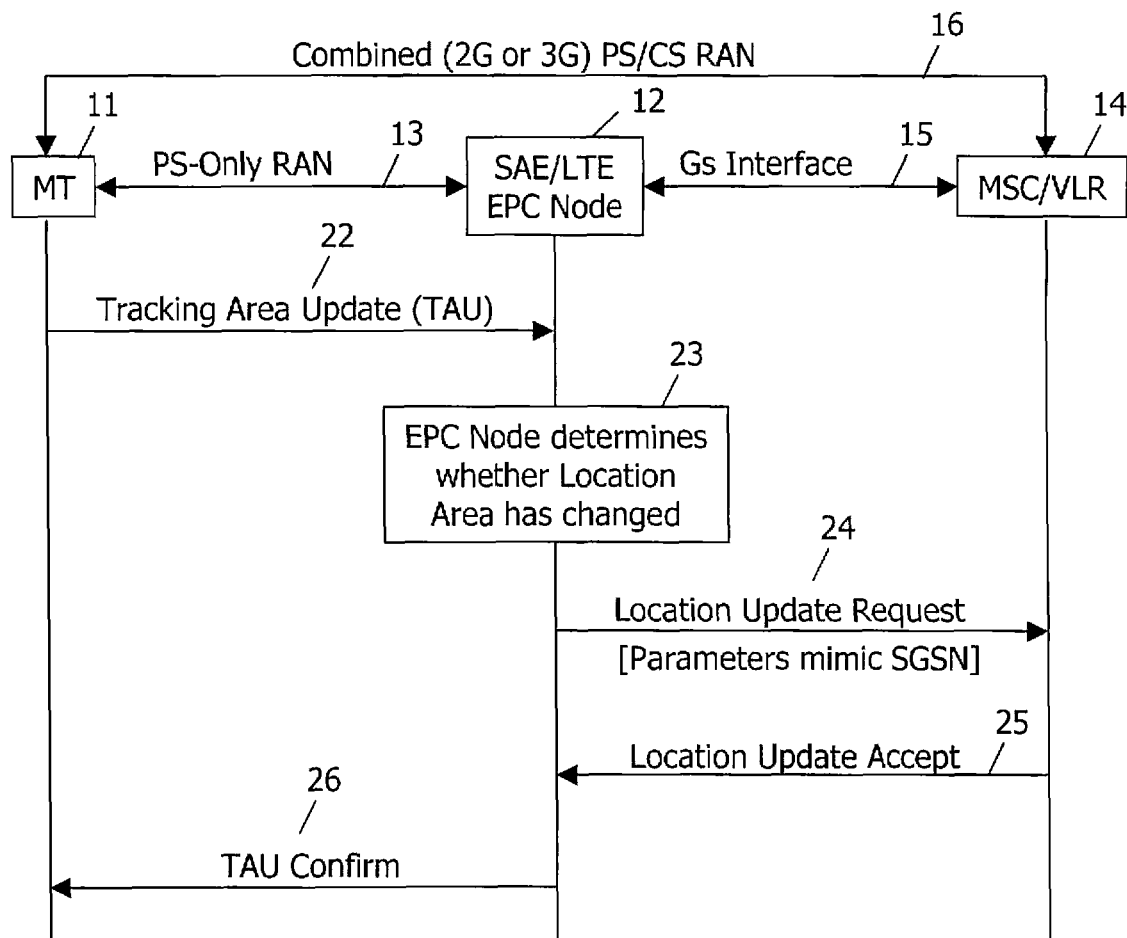 16
Combined (2G or 3G) PS/CS RAN
11
12
14
13
15
MT
PS-Only RAN
SAE/LTE
EPC Node
Gs Interface
MSC/VLR
22
Tracking Area Update (TAU)
23
EPC Node determines
whether Location
Area has changed
24
Location Update Request
[Parameters mimic SGSN]
25
Location Update Accept
26
TAU Confirm